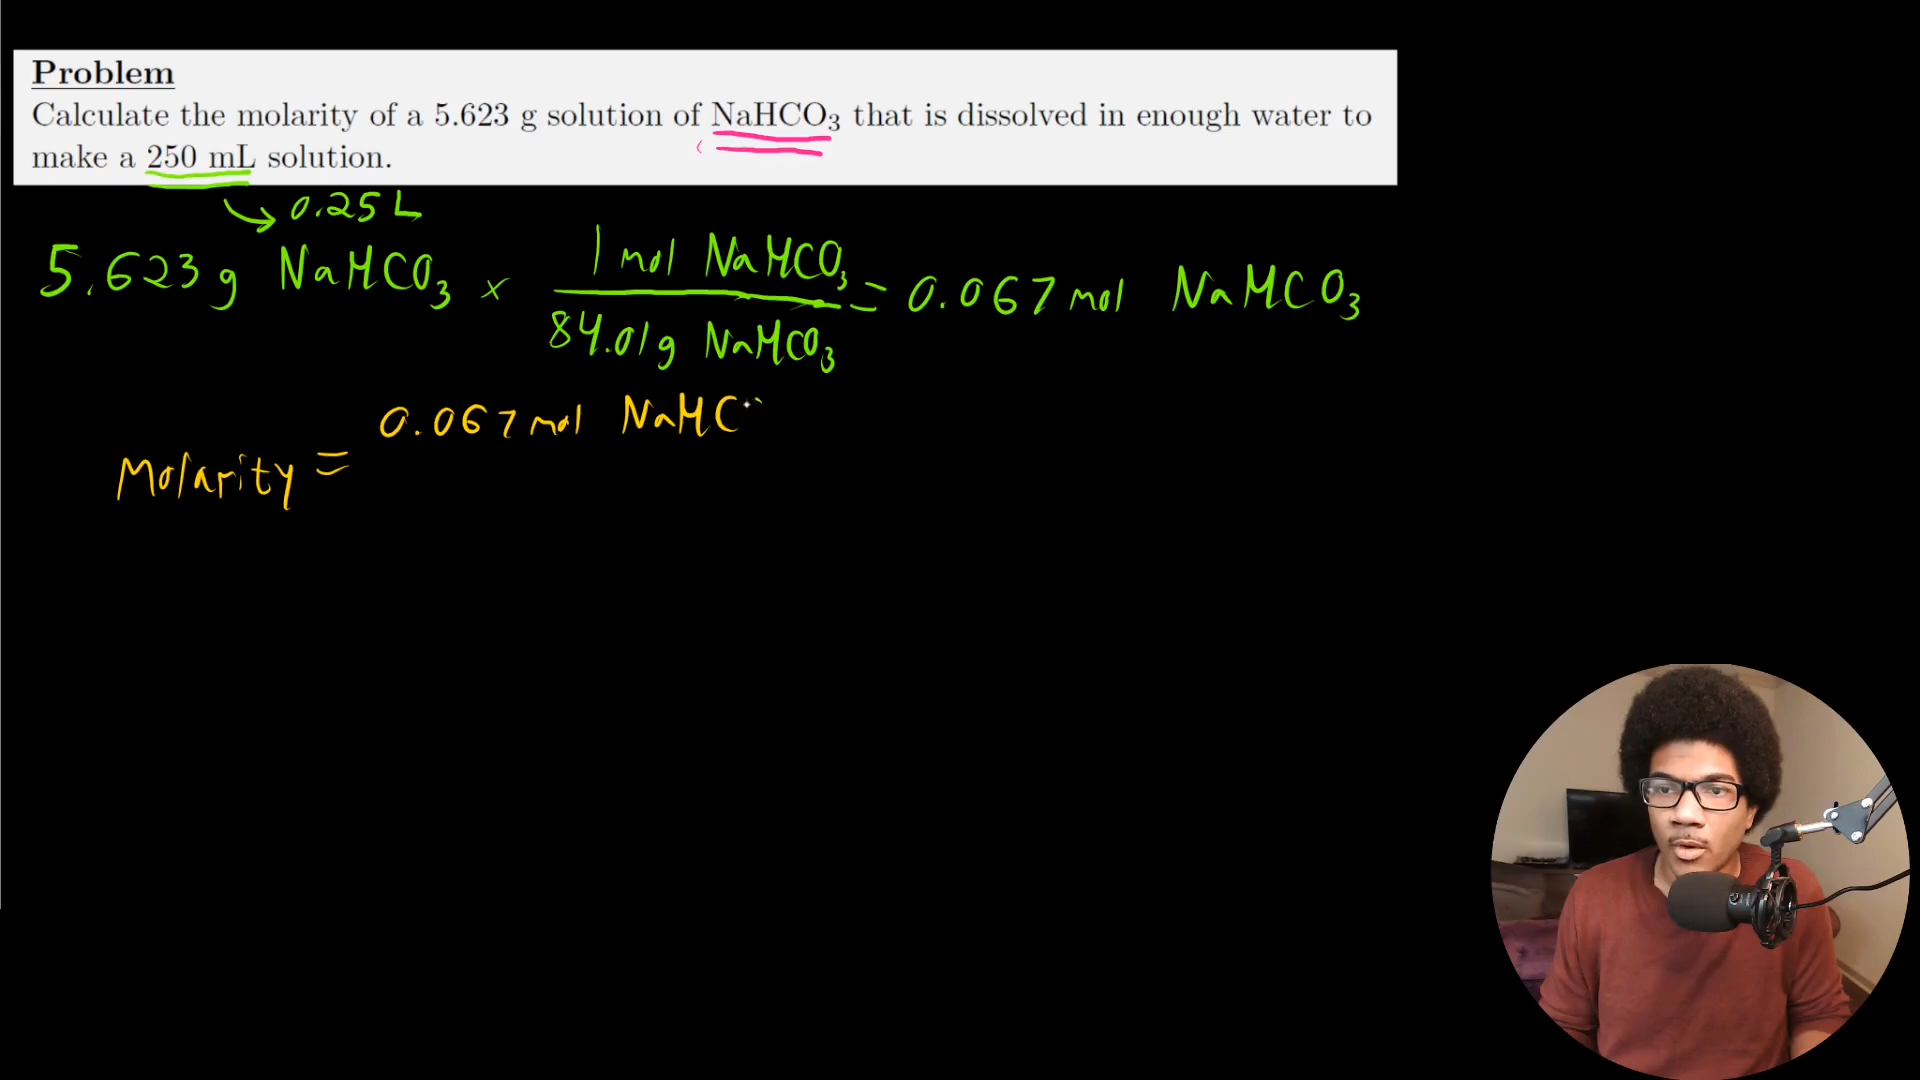 Problem
Calculate the molarity of a 5.623 g solution of NaHCO₃ that is dissolved in enough water to
make a 250 mL solution.
0.25 L
5.623 g NaHCO₃ × 1 mol NaHCO₃ = 0.067 mol NaHCO₃
84.01g NaHCO₃
0.067 mol NaHC
Molarity =